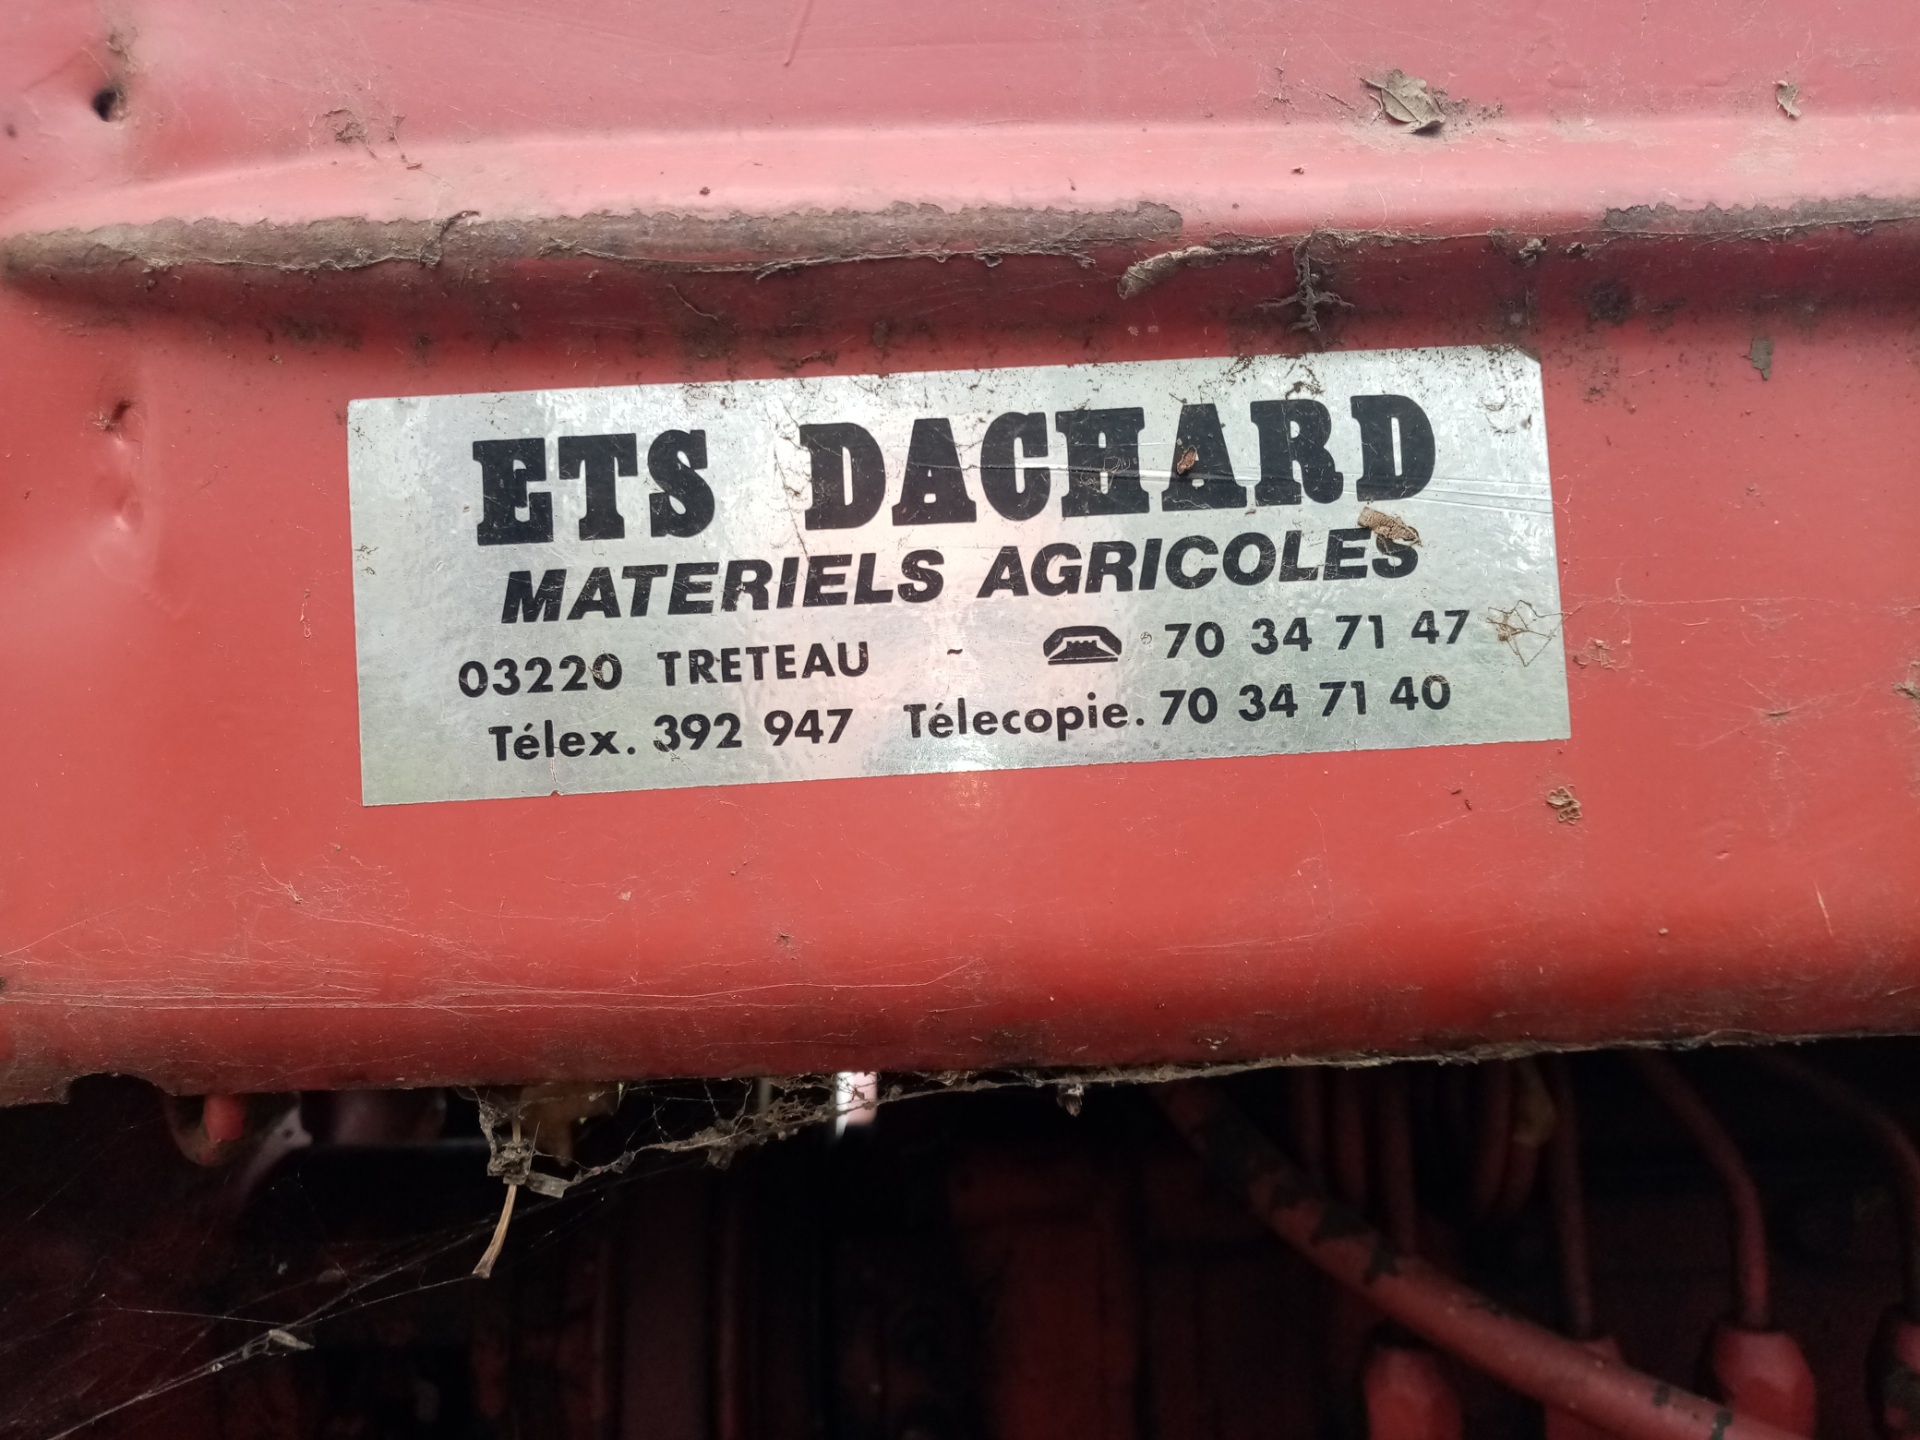 ETS DACHARD
MATERIELS AGRICOLES
03220 TRETEAU - 70 34 71 47
Télex. 392 947 Télecopie. 70 34 71 40